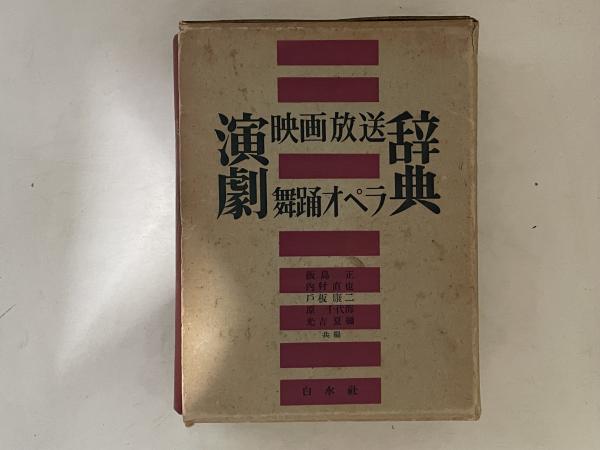 演劇
映画放送
舞踊オペラ
辞典
飯島 正
内村直也
戸板康二
原 千代海
光吉夏彌
共編
白水社